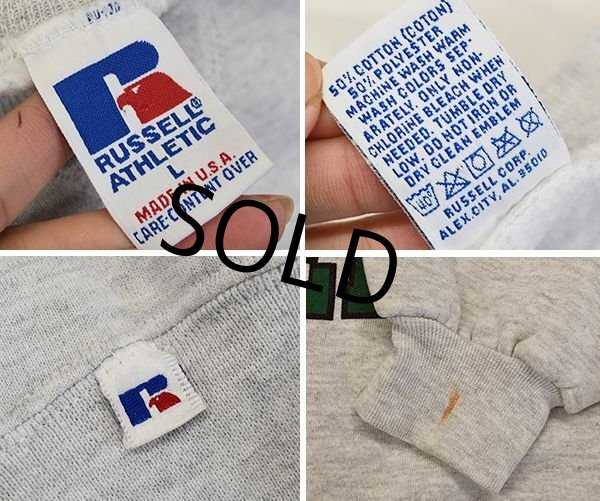 RUSSELL®
ATHLETIC
L
MADE IN U.S.A.
CARE-CONTENT OVER
50% COTTON (COTON)
50% POLYESTER
MACHINE WASH WARM
WASH COLORS SEP-
ARATELY. ONLY NON-
CHLORINE BLEACH WHEN
NEEDED. TUMBLE DRY
LOW. DO NOT IRON OR
DRY CLEAN EMBLEM
40°
RUSSELL CORP.
ALEX CITY, AL 35010
SOLD